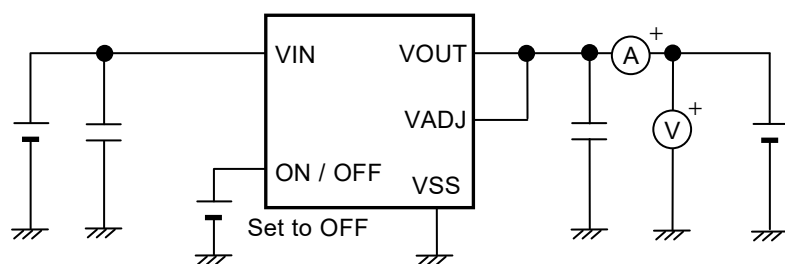 VIN
VOUT
A
+
+
V
VADJ
ON / OFF
VSS
Set to OFF